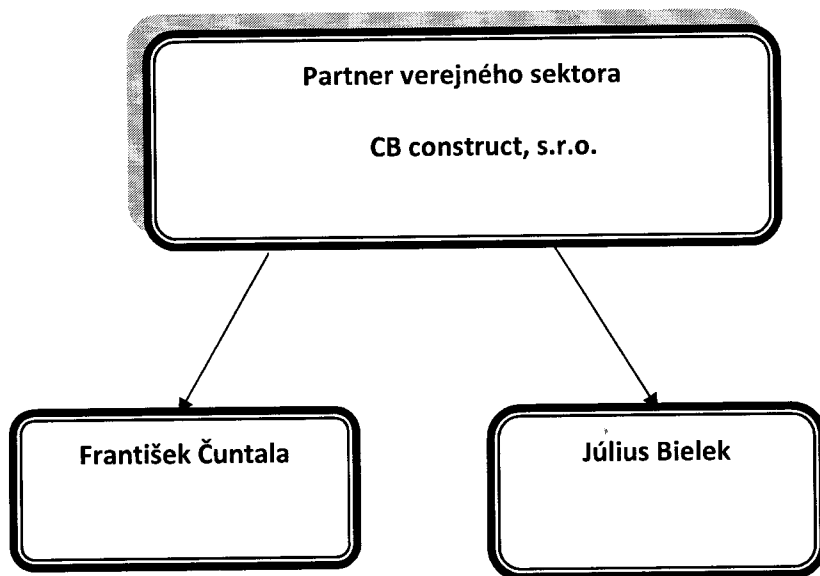 Partner verejného sektora
CB construct, s.r.o.
František Čuntala
Július Bielek